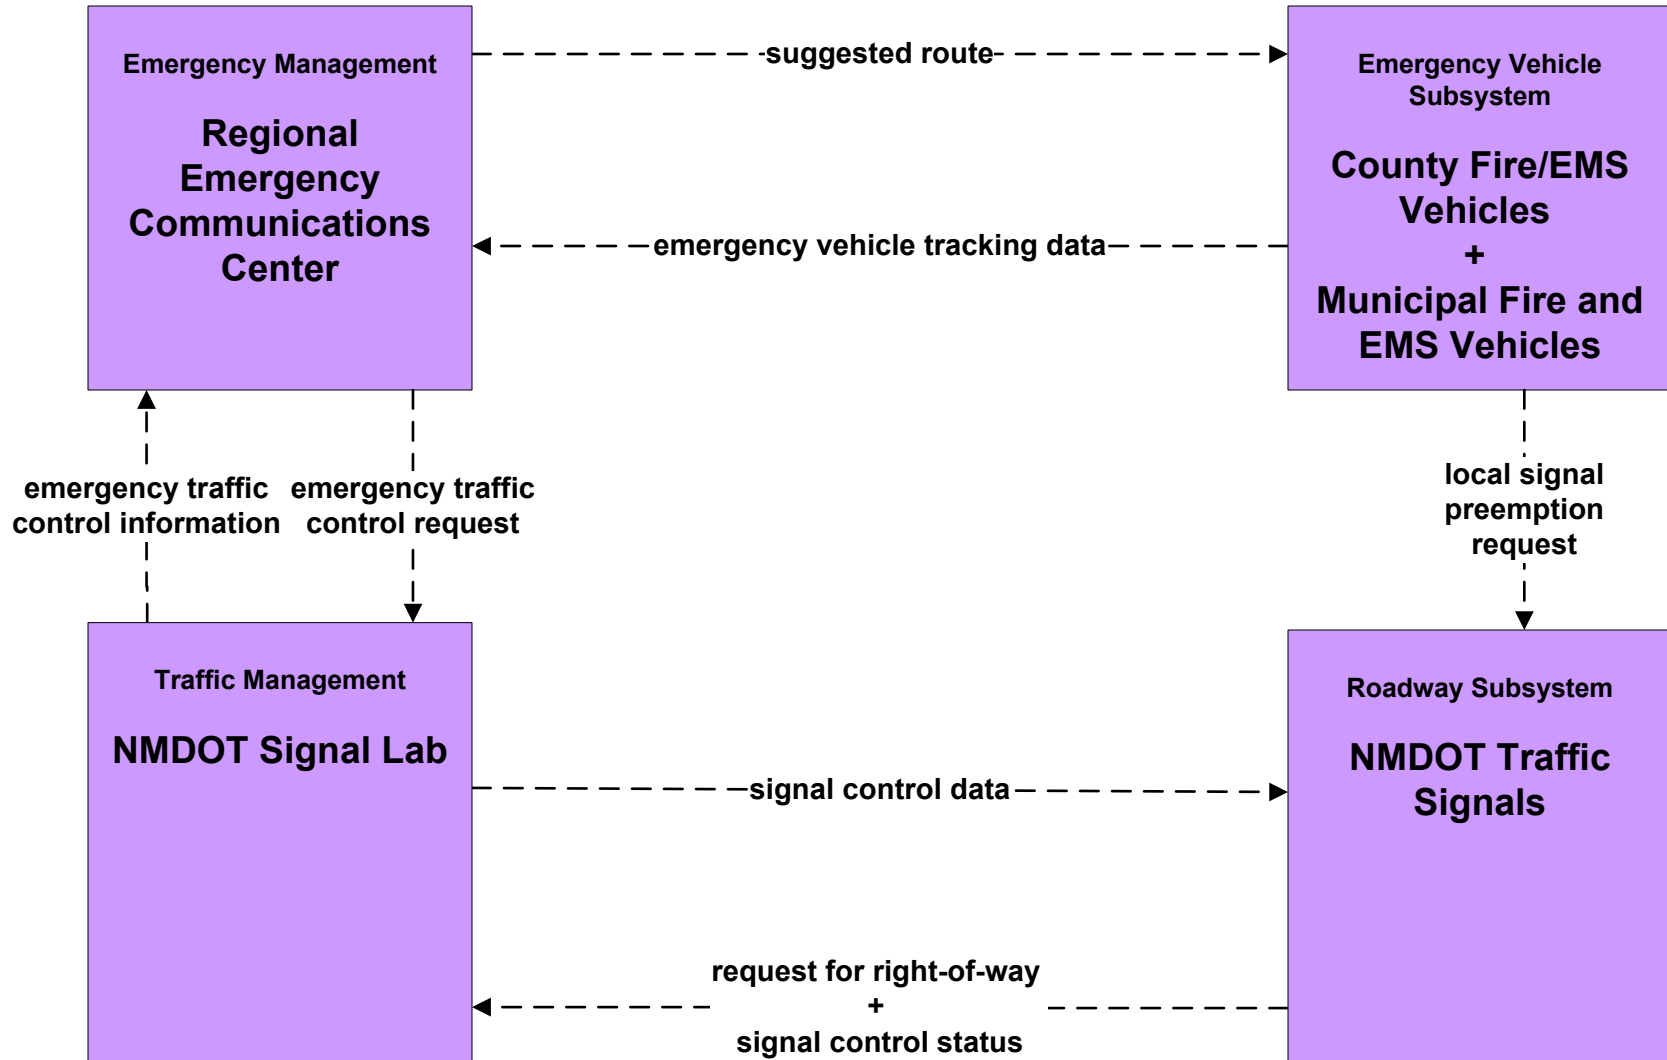 Emergency Management
Regional
Emergency
Communications
Center
suggested route
Emergency Vehicle
Subsystem
County Fire/EMS
Vehicles
+
Municipal Fire and
EMS Vehicles
emergency vehicle tracking data
emergency traffic
control information
emergency traffic
control request
local signal
preemption
request
Traffic Management
NMDOT Signal Lab
Roadway Subsystem
NMDOT Traffic
Signals
signal control data
request for right-of-way
+
signal control status